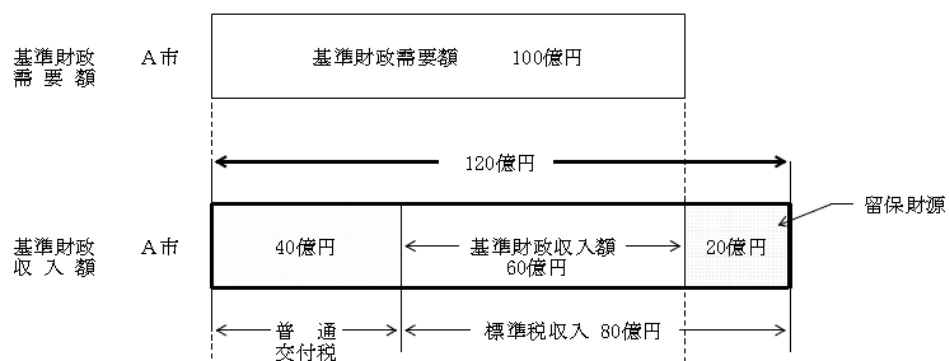 基準財政
需要額
A市
基準財政需要額 100億円
120億円
留保財源
基準財政
収入額
A市
40億円
基準財政収入額
60億円
20億円
普通
交付税
標準税収入 80億円